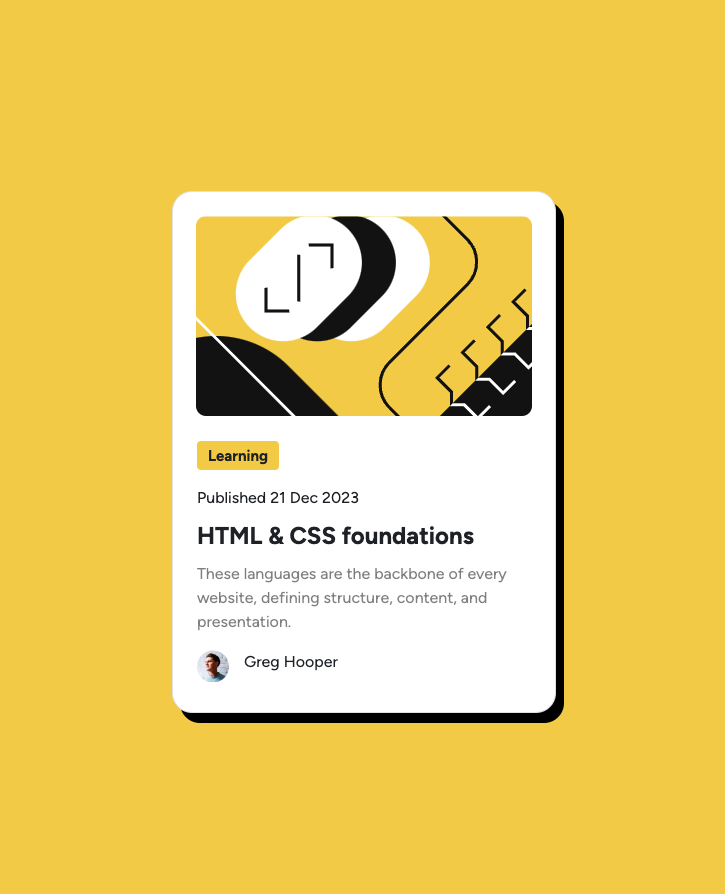 Learning
Published 21 Dec 2023
HTML & CSS foundations
These languages are the backbone of every
website, defining structure, content, and
presentation.
Greg Hooper